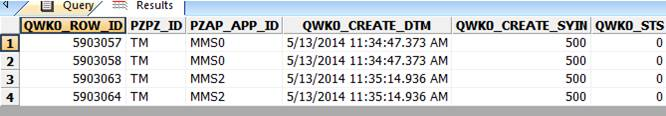 Query Results
QWK0_ROW_ID PZPZ_ID PZAP_APP_ID QWK0_CREATE_DTM QWK0_CREATE_SYIN QWK0_STS
1 5903057 TM MMS0 5/13/2014 11:34:47.373 AM 500 0
2 5903058 TM MMS0 5/13/2014 11:34:47.373 AM 500 0
3 5903063 TM MMS2 5/13/2014 11:35:14.936 AM 500 0
4 5903064 TM MMS2 5/13/2014 11:35:14.936 AM 500 0